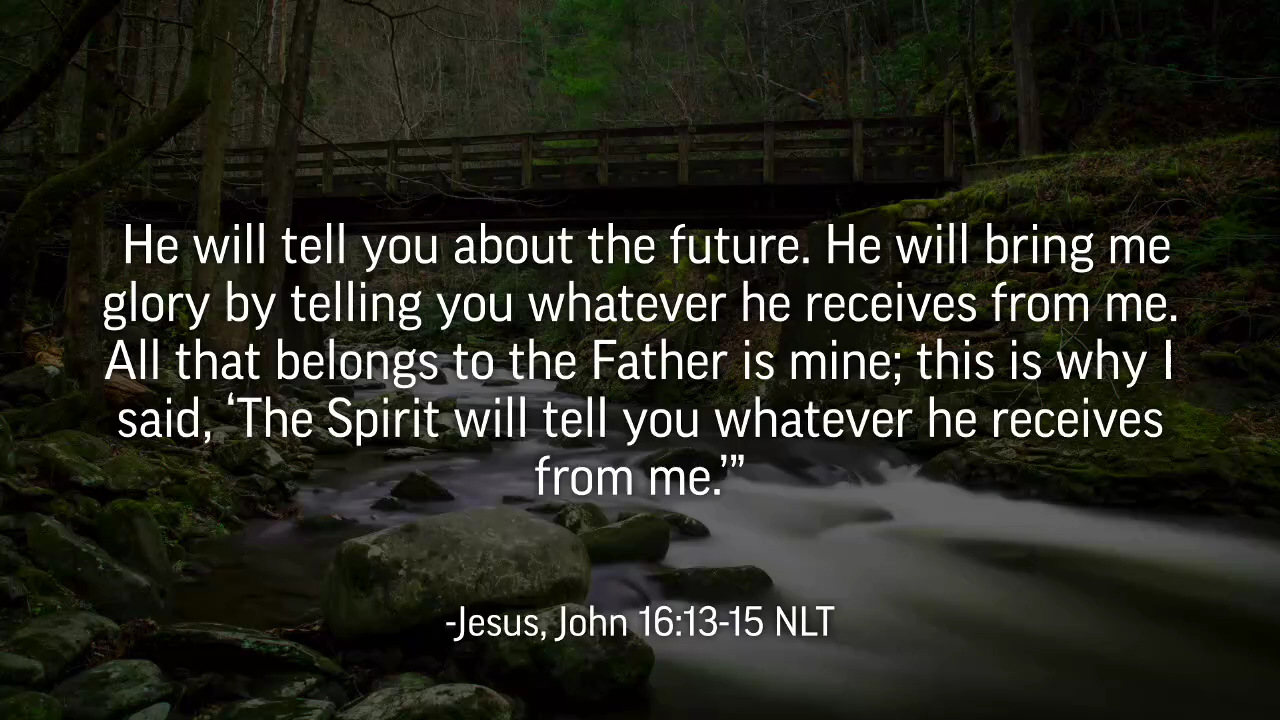 He will tell you about the future. He will bring me
glory by telling you whatever he receives from me.
All that belongs to the Father is mine; this is why I
said, ‘The Spirit will tell you whatever he receives
from me.’”
-Jesus, John 16:13-15 NLT